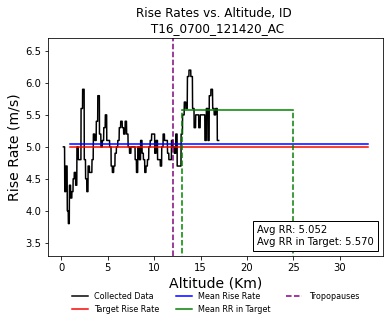 Rise Rates vs. Altitude, ID
T16_0700_121420_AC
Rise Rate (m/s)
6.5
6.0
5.5
5.0
4.5
4.0
3.5
Avg RR: 5.052
Avg RR in Target: 5.570
0 5 10 15 20 25 30
Altitude (Km)
Collected Data Mean Rise Rate Tropopauses
Target Rise Rate Mean RR in Target